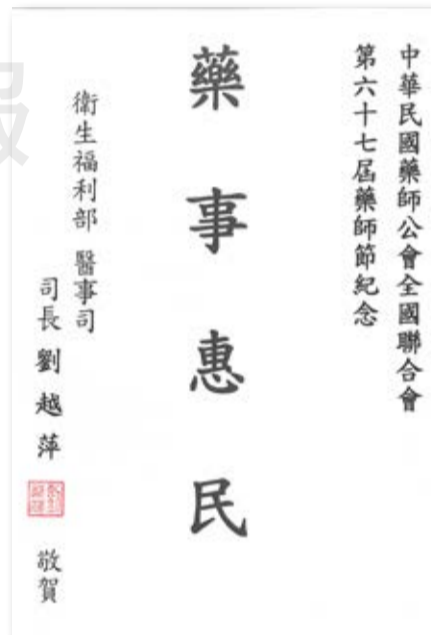 中華民國藥師公會全國聯合會
第六十七屆藥師節紀念
藥事惠民
衛生福利部 醫事司
司長 劉越萍
敬賀
報